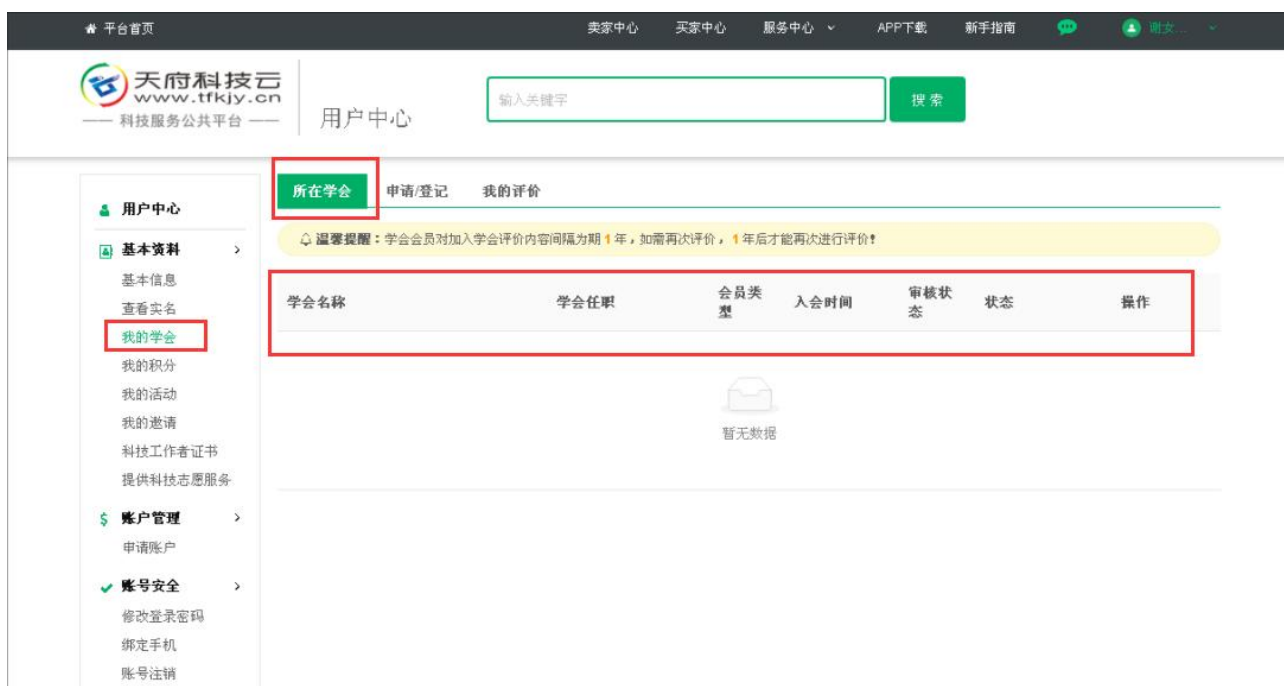 平台首页
卖家中心
买家中心
服务中心
APP下载
新手指南
谢女...
天府科技云
www.tfkjy.cn
科技服务公共平台
用户中心
输入关键字
搜索
用户中心
基本资料
基本信息
查看实名
我的学会
我的积分
我的活动
我的邀请
科技工作者证书
提供科技志愿服务
账户管理
申请账户
账号安全
修改登录密码
绑定手机
账号注销
所在学会
申请/登记
我的评价
温馨提醒：学会会员对加入学会评价内容间隔为期1年，如需再次评价，1年后才能再次进行评价！
学会名称
学会任职
会员类
型
入会时间
审核状
态
状态
操作
暂无数据